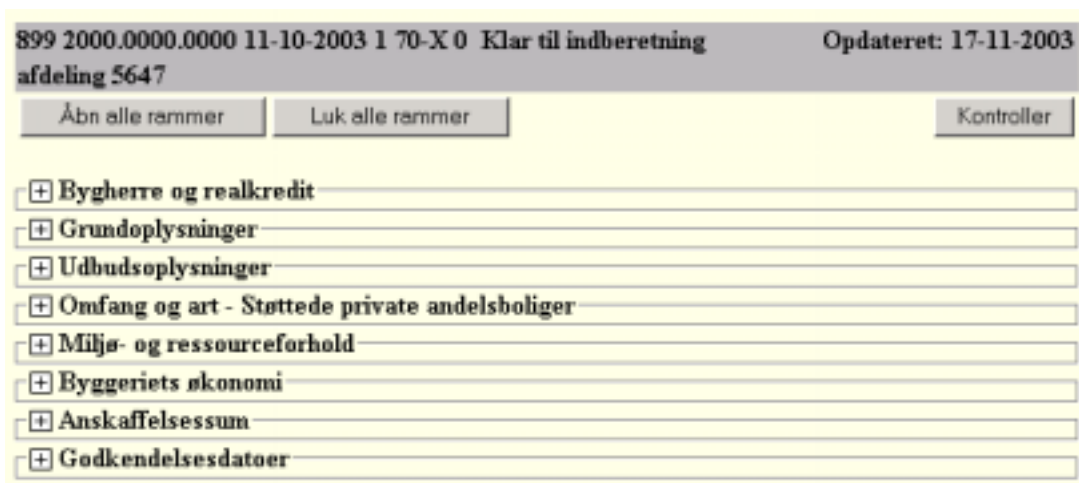 899 2000.0000.0000 11-10-2003 1 70-X 0 Klar til indberetning Opdateret: 17-11-2003
afdeling 5647
Åbn alle rammer Luk alle rammer Kontroller
Bygherre og realkredit
Grundoplysninger
Udbudsoplysninger
Omfang og art - Støttede private andelsboliger
Miljø- og ressourceforhold
Byggeriets økonomi
Anskaffelsessum
Godkendelsesdatoer